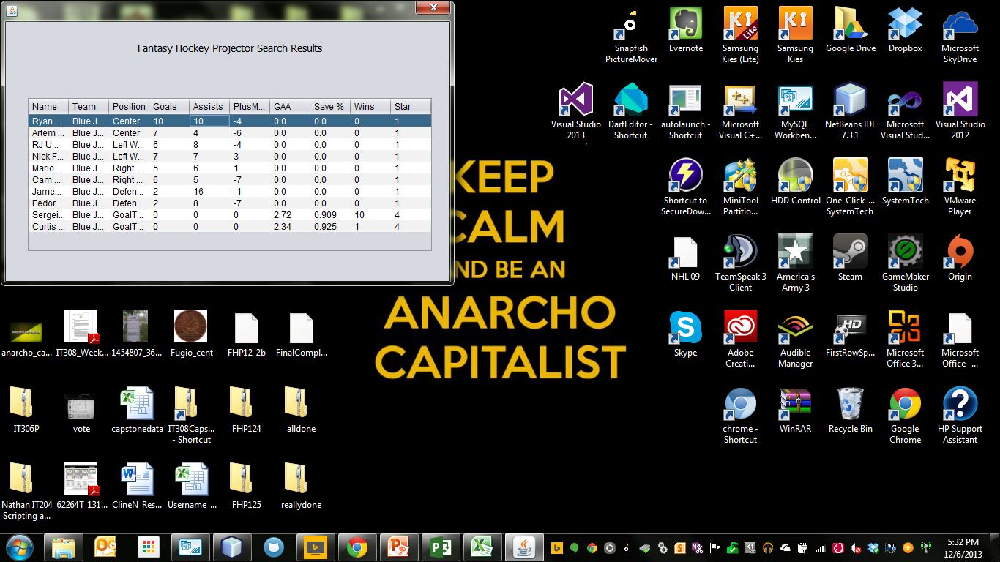 Fantasy Hockey Projector Search Results
Name Team Position Goals Assists PlusM... GAA Save % Wins Star
Ryan ... Blue J... Center 10 10 -4 0.0 0.0 0 1
Artem ... Blue J... Center 7 4 -6 0.0 0.0 0 1
RJ U... Blue J... Left W... 6 8 -4 0.0 0.0 0 1
Nick F... Blue J... Left W... 7 7 3 0.0 0.0 0 1
Mario... Blue J... Right ... 5 6 1 0.0 0.0 0 1
Cam ... Blue J... Right ... 6 5 -7 0.0 0.0 0 1
Jame... Blue J... Defen... 2 16 -1 0.0 0.0 0 1
Fedor ... Blue J... Defen... 2 8 -7 0.0 0.0 0 1
Sergei... Blue J... GoalT... 0 0 0 2.72 0.909 10 4
Curtis ... Blue J... GoalT... 0 0 0 2.34 0.925 1 4
KEEP
CALM
ND BE AN
ANARCHO
CAPITALIST
Snapfish
PictureMover
Evernote
Samsung
Kies (Lite)
Samsung
Kies
Google Drive
Dropbox
Microsoft
SkyDrive
Visual Studio
2013
DartEditor -
Shortcut
autolaunch -
Shortcut
Microsoft
Visual C+...
MySQL
Workben...
NetBeans IDE
7.3.1
Microsoft
Visual Stud...
Visual Studio
2012
Shortcut to
SecureDow...
MiniTool
Partitio...
HDD Control
One-Click-...
SystemTech
SystemTech
VMware
Player
NHL 09
TeamSpeak 3
Client
America's
Army 3
Steam
GameMaker
Studio
Origin
anarcho_ca...
IT308_Week...
1454807_36...
Fugio_cent
FHP12-2b
FinalCompl...
Skype
Adobe
Creati...
Audible
Manager
FirstRowSp...
Microsoft
Office 3...
Microsoft
Office -...
IT306P
vote
capstonedata
IT308Caps...
- Shortcut
FHP124
alldone
chrome -
Shortcut
WinRAR
Recycle Bin
Google
Chrome
HP Support
Assistant
Nathan IT204
Scripting a...
62264T_131...
ClineN_Res...
Username_...
FHP125
reallydone
5:32 PM
12/6/2013